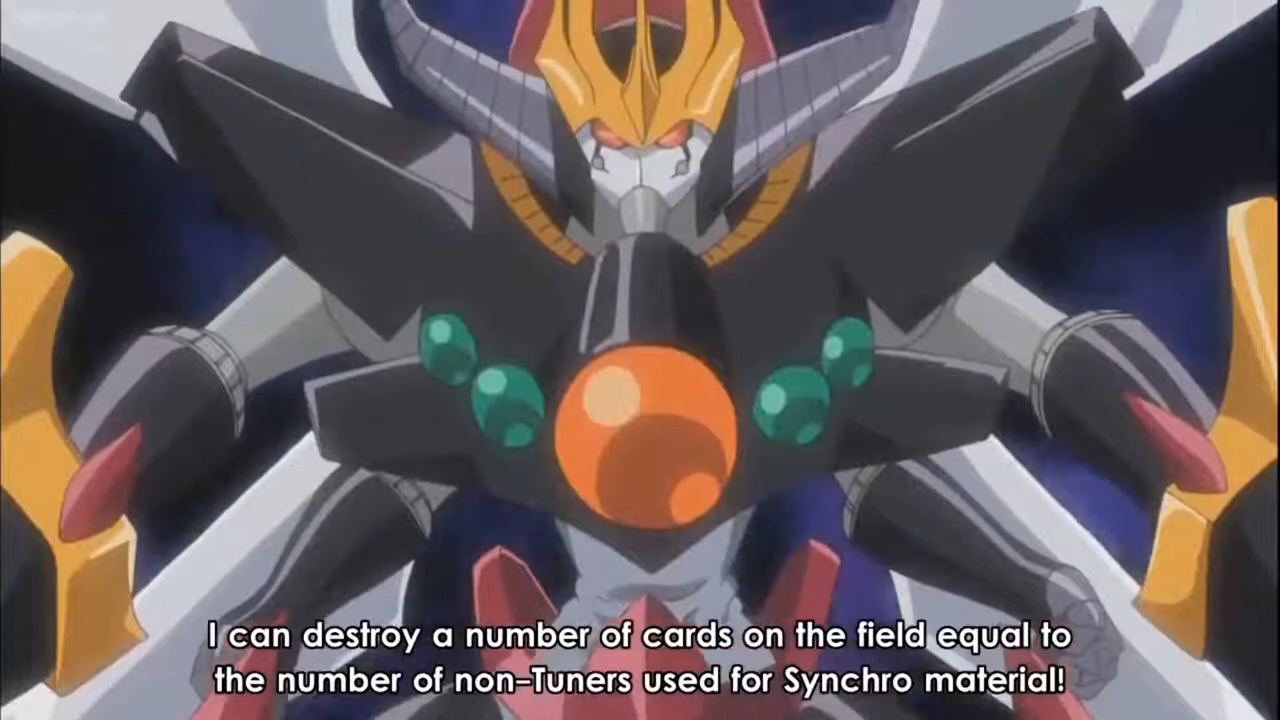 I can destroy a number of cards on the field equal to
the number of non-Tuners used for Synchro material!